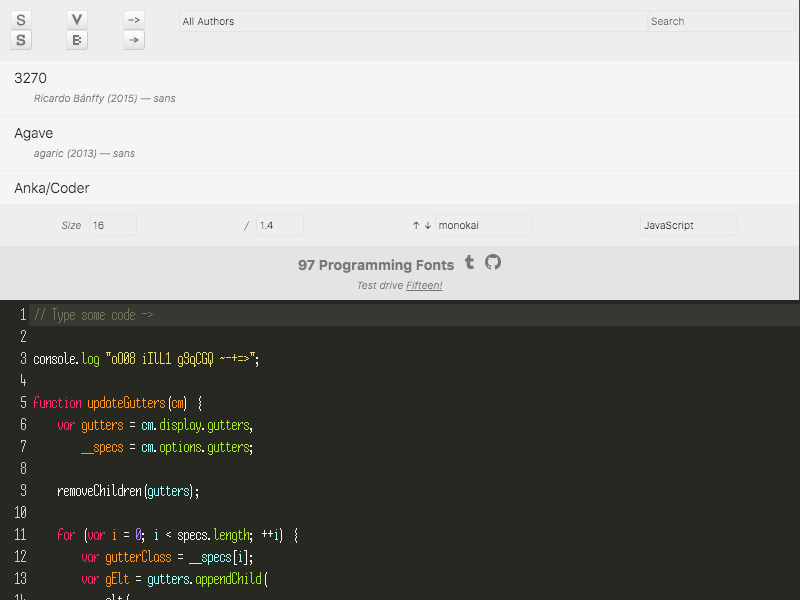 S V -> All Authors Search
S B →
3270
Ricardo Bánffy (2015) — sans
Agave
agaric (2013) — sans
Anka/Coder
Size 16 / 1.4 ↑ ↓ monokai JavaScript
97 Programming Fonts t
Test drive Fifteen!
1 // Type some code ->
2
3 console.log "oO08 iIlL1 g9qCGQ ~-+=>";
4
5 function updateGutters(cm) {
6 var gutters = cm.display.gutters,
7 __specs = cm.options.gutters;
8
9 removeChildren(gutters);
10
11 for (var i = 0; i < specs.length; ++i) {
12 var gutterClass = __specs[i];
13 var gElt = gutters.appendChild(
14 elt(